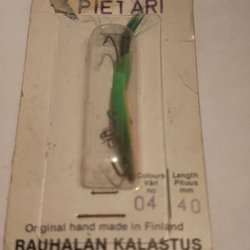 PIETARI
Colours
Väri
no
04
Length
Pituus
mm
40
Original hand made in Finland
RAUHALAN KALASTUS